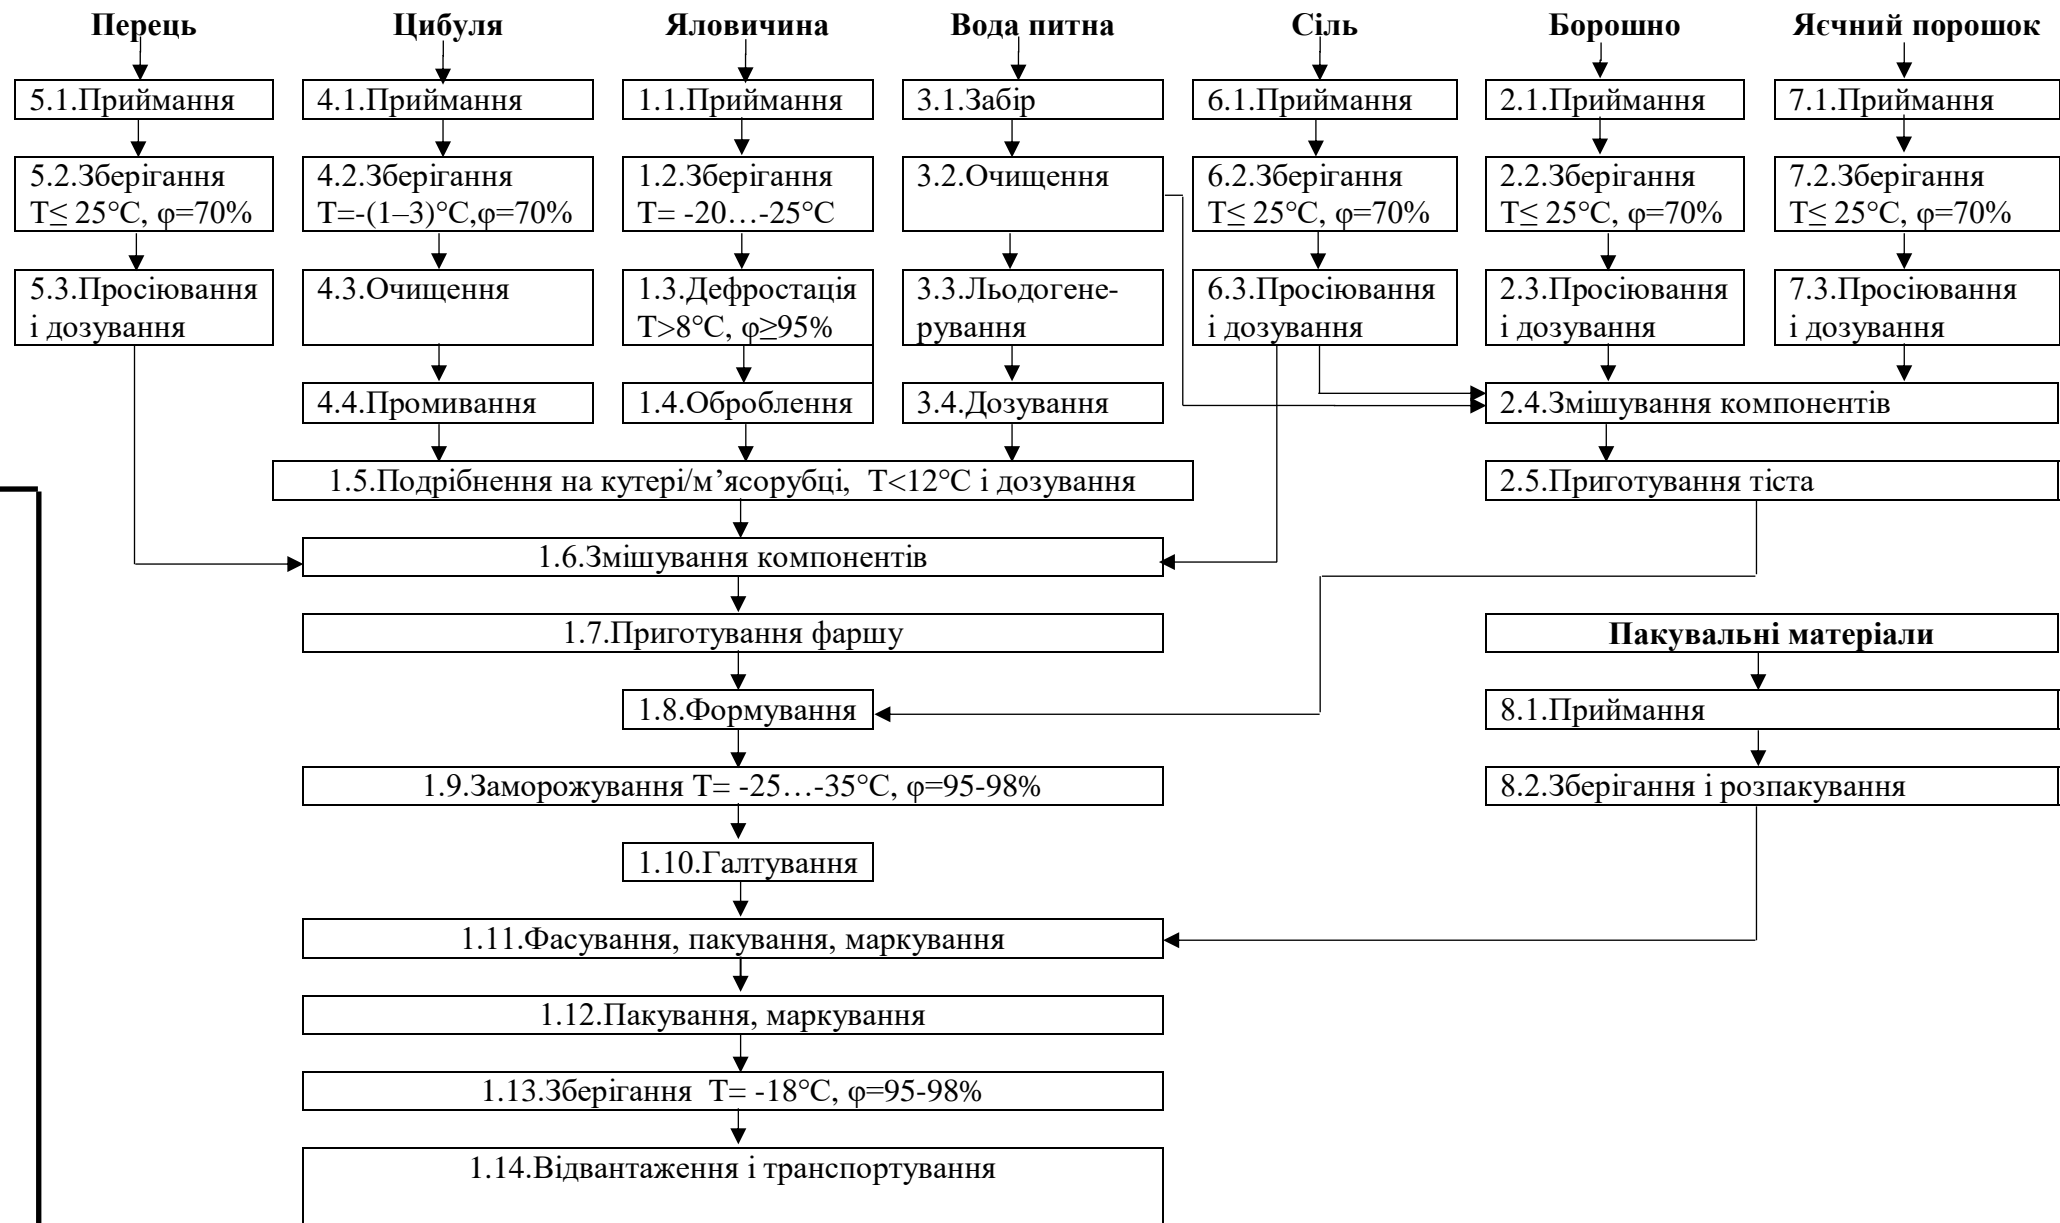 Перець
Цибуля
Яловичина
Вода питна
Сіль
Борошно
Яєчний порошок
5.1.Приймання
4.1.Приймання
1.1.Приймання
3.1.Забір
6.1.Приймання
2.1.Приймання
7.1.Приймання
5.2.Зберігання
T≤ 25°C, φ=70%
4.2.Зберігання
T=-(1–3)°C,φ=70%
1.2.Зберігання
T= -20…-25°C
3.2.Очищення
6.2.Зберігання
T≤ 25°C, φ=70%
2.2.Зберігання
T≤ 25°C, φ=70%
7.2.Зберігання
T≤ 25°C, φ=70%
5.3.Просіювання
і дозування
4.3.Очищення
1.3.Дефростація
T>8°C, φ≥95%
3.3.Льодогене-
рування
6.3.Просіювання
і дозування
2.3.Просіювання
і дозування
7.3.Просіювання
і дозування
4.4.Промивання
1.4.Оброблення
3.4.Дозування
2.4.Змішування компонентів
1.5.Подрібнення на кутері/м’ясорубці, T<12°C і дозування
2.5.Приготування тіста
1.6.Змішування компонентів
1.7.Приготування фаршу
Пакувальні матеріали
1.8.Формування
8.1.Приймання
1.9.Заморожування T= -25…-35°C, φ=95-98%
8.2.Зберігання і розпакування
1.10.Галтування
1.11.Фасування, пакування, маркування
1.12.Пакування, маркування
1.13.Зберігання T= -18°C, φ=95-98%
1.14.Відвантаження і транспортування